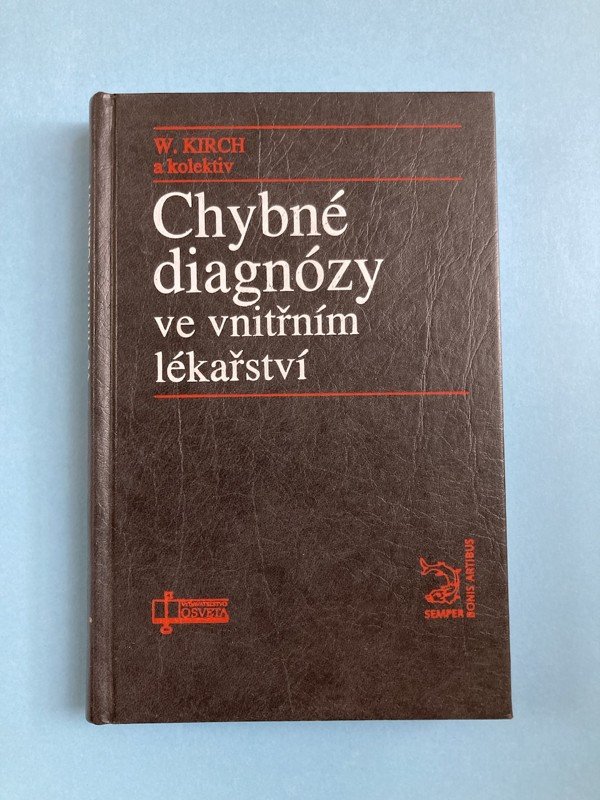 W. KIRCH
a kolektiv
Chybné
diagnózy
ve vnitřním
lékařství
VYDAVATEĽSTVO
OSVETA
SEMPER
BONIS ARTIBUS